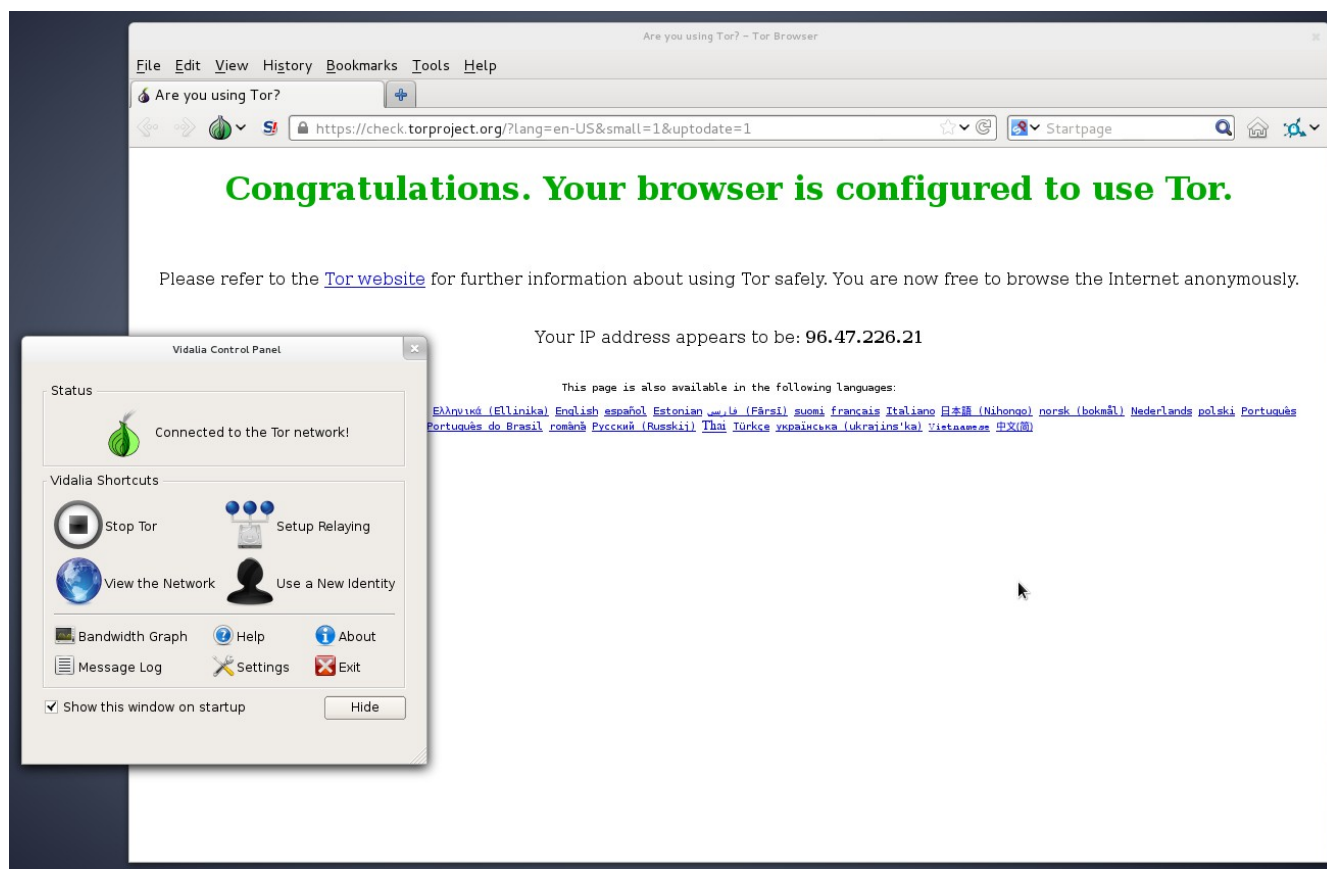 Are you using Tor? – Tor Browser
File Edit View History Bookmarks Tools Help
Are you using Tor?
https://check.torproject.org/?lang=en-US&small=1&uptodate=1
Startpage
Congratulations. Your browser is configured to use Tor.
Please refer to the Tor website for further information about using Tor safely. You are now free to browse the Internet anonymously.
Your IP address appears to be: 96.47.226.21
This page is also available in the following languages:
Ελληνικά (Ellinika) English español Estonian فارسی (Fārsī) suomi français Italiano 日本語 (Nihongo) norsk (bokmål) Nederlands polski Português
Português do Brasil română Русский (Russkij) Thai Türkçe українська (ukrajins'ka) Vietnamese 中文(简)
Vidalia Control Panel
Status
Connected to the Tor network!
Vidalia Shortcuts
Stop Tor Setup Relaying
View the Network Use a New Identity
Bandwidth Graph Help About
Message Log Settings Exit
Show this window on startup Hide